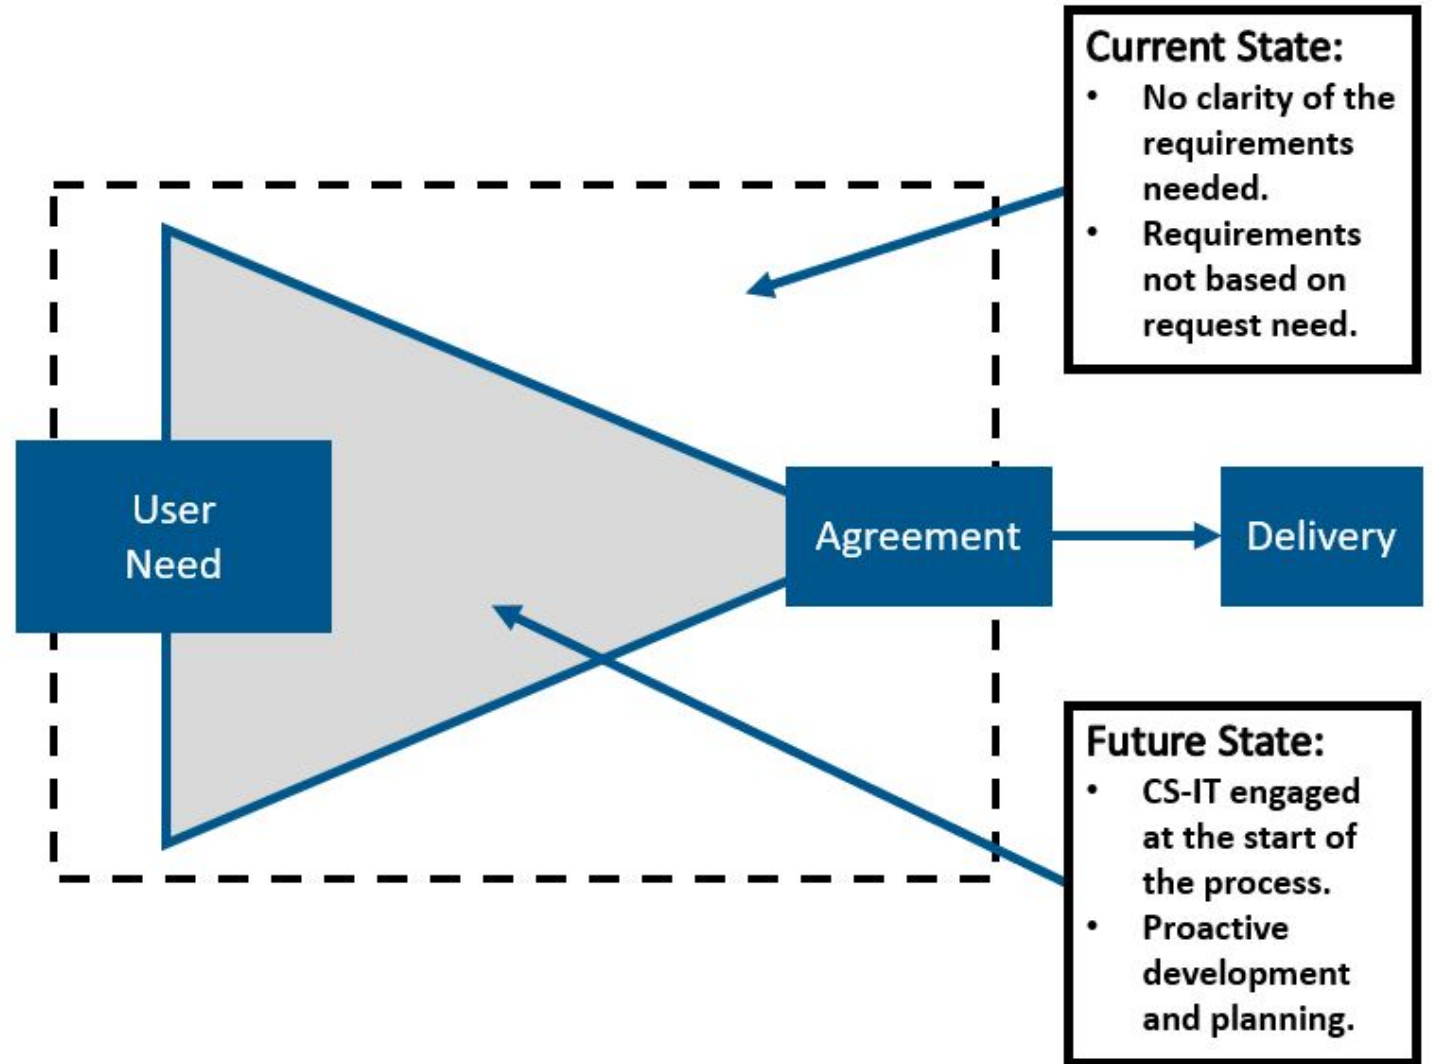 Current State:
• No clarity of the
requirements
needed.
• Requirements
not based on
request need.
User
Need
Agreement
Delivery
Future State:
• CS-IT engaged
at the start of
the process.
• Proactive
development
and planning.